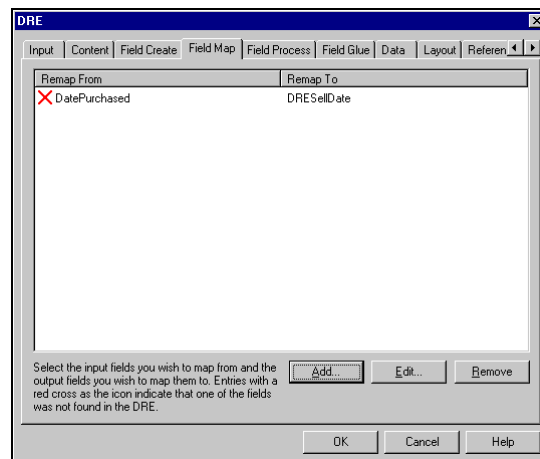 DRE
Input Content Field Create Field Map Field Process Field Glue Data Layout Referen
Remap From Remap To
DatePurchased DRESellDate
Select the input fields you wish to map from and the
output fields you wish to map them to. Entries with a
red cross as the icon indicate that one of the fields
was not found in the DRE.
Add... Edit... Remove
OK Cancel Help